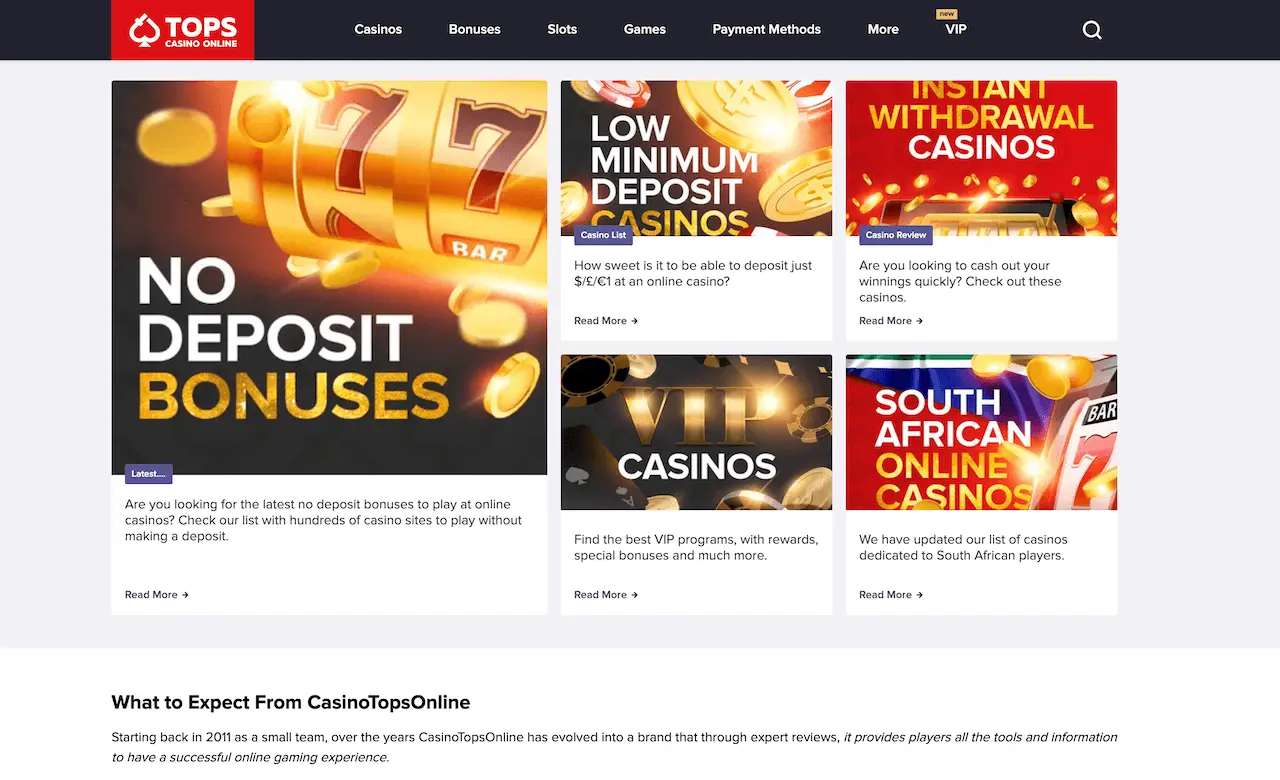 TOPS
CASINO ONLINE
Casinos
Bonuses
Slots
Games
Payment Methods
More
new
VIP
7 7
BAR
NO
DEPOSIT
BONUSES
Latest....
Are you looking for the latest no deposit bonuses to play at online
casinos? Check our list with hundreds of casino sites to play without
making a deposit.
Read More →
LOW
MINIMUM
DEPOSIT
CASINOS
Casino List
How sweet is it to be able to deposit just
$/£/€1 at an online casino?
Read More →
INSTANT
WITHDRAWAL
CASINOS
Casino Review
Are you looking to cash out your
winnings quickly? Check out these
casinos.
Read More →
VIP
CASINOS
A
Find the best VIP programs, with rewards,
special bonuses and much more.
Read More →
SOUTH
AFRICAN
ONLINE
CASINOS
BAR
7
We have updated our list of casinos
dedicated to South African players.
Read More →
What to Expect From CasinoTopsOnline
Starting back in 2011 as a small team, over the years CasinoTopsOnline has evolved into a brand that through expert reviews, it provides players all the tools and information
to have a successful online gaming experience.